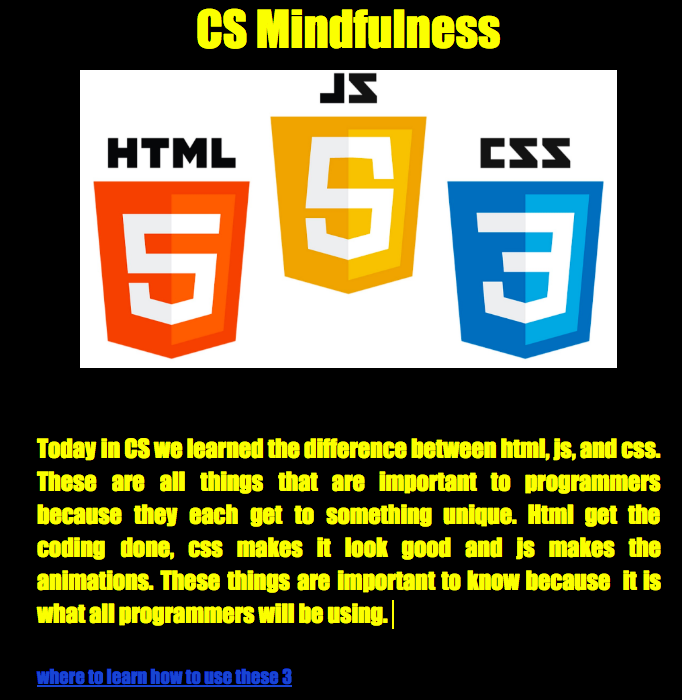 CS Mindfulness
JS
HTML
CSS
5
5
3
Today in CS we learned the difference between html, js, and css.
These are all things that are important to programmers
because they each get to something unique. Html get the
coding done, css makes it look good and js makes the
animations. These things are important to know because it is
what all programmers will be using.
where to learn how to use these 3